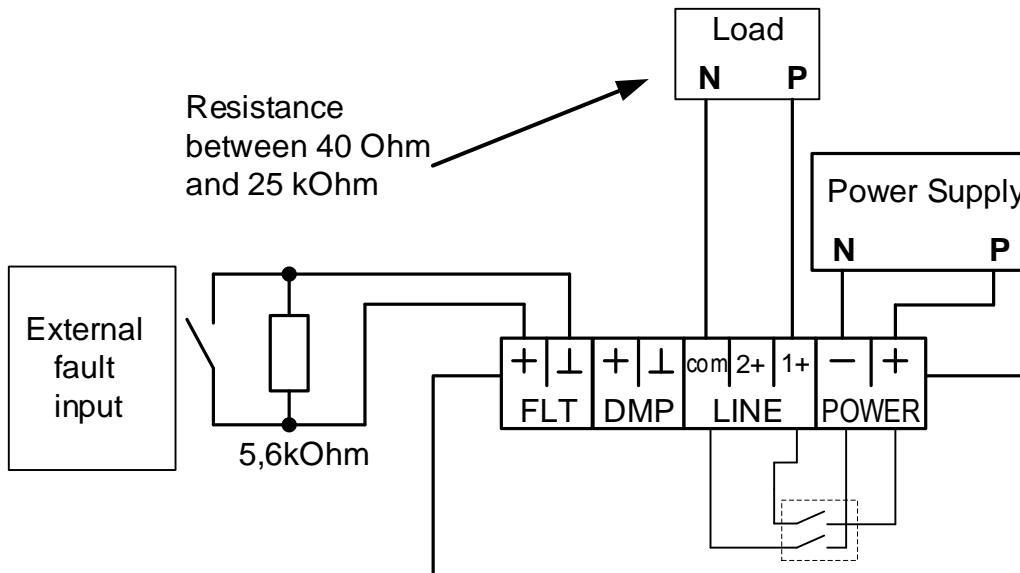 Load
N P
Resistance
between 40 Ohm
and 25 kOhm
Power Supply
N P
External
fault
input
5,6kOhm
+ ⊥ + ⊥ com 2+ 1+ − +
FLT DMP LINE POWER